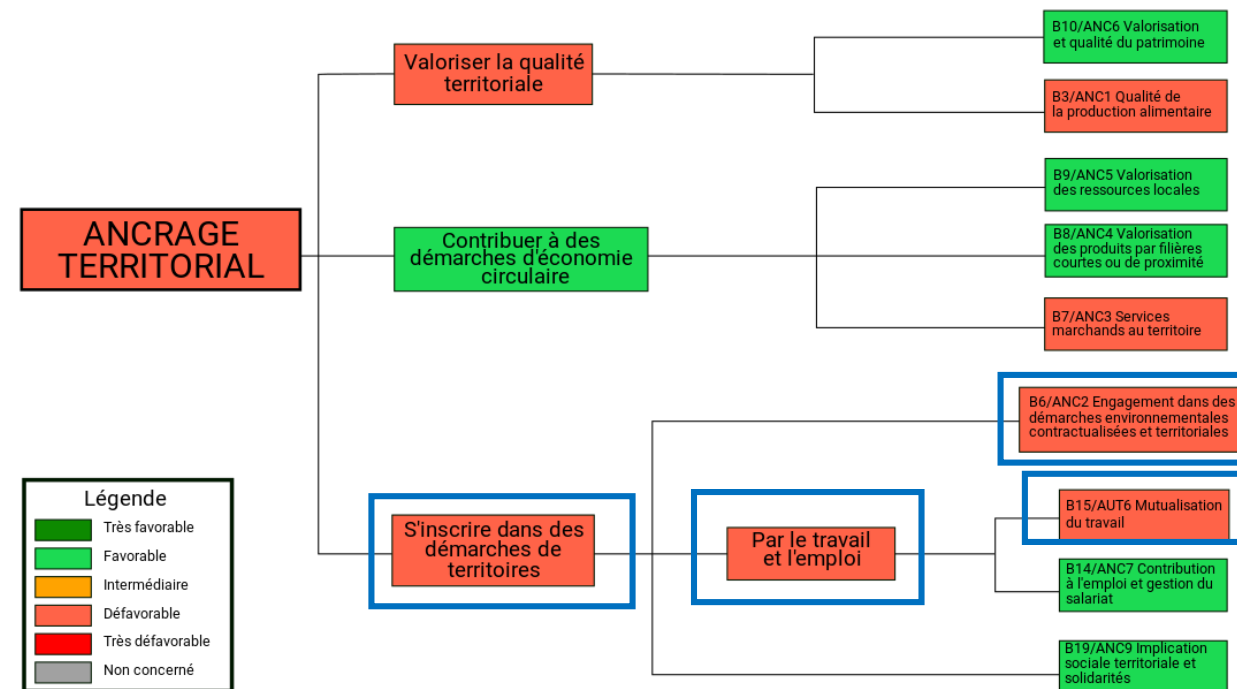 B10/ANC6 Valorisation
et qualité du patrimoine
Valoriser la qualité
territoriale
B3/ANC1 Qualité de
la production alimentaire
B9/ANC5 Valorisation
des ressources locales
ANCRAGE
TERRITORIAL
Contribuer à des
démarches d'économie
circulaire
B8/ANC4 Valorisation
des produits par filières
courtes ou de proximité
B7/ANC3 Services
marchands au territoire
B6/ANC2 Engagement dans des
démarches environnementales
contractualisées et territoriales
Légende
Très favorable
Favorable
Intermédiaire
Défavorable
Très défavorable
Non concerné
S'inscrire dans des
démarches de
territoires
Par le travail
et l'emploi
B15/AUT6 Mutualisation
du travail
B14/ANC7 Contribution
à l'emploi et gestion du
salariat
B19/ANC9 Implication
sociale territoriale et
solidarités